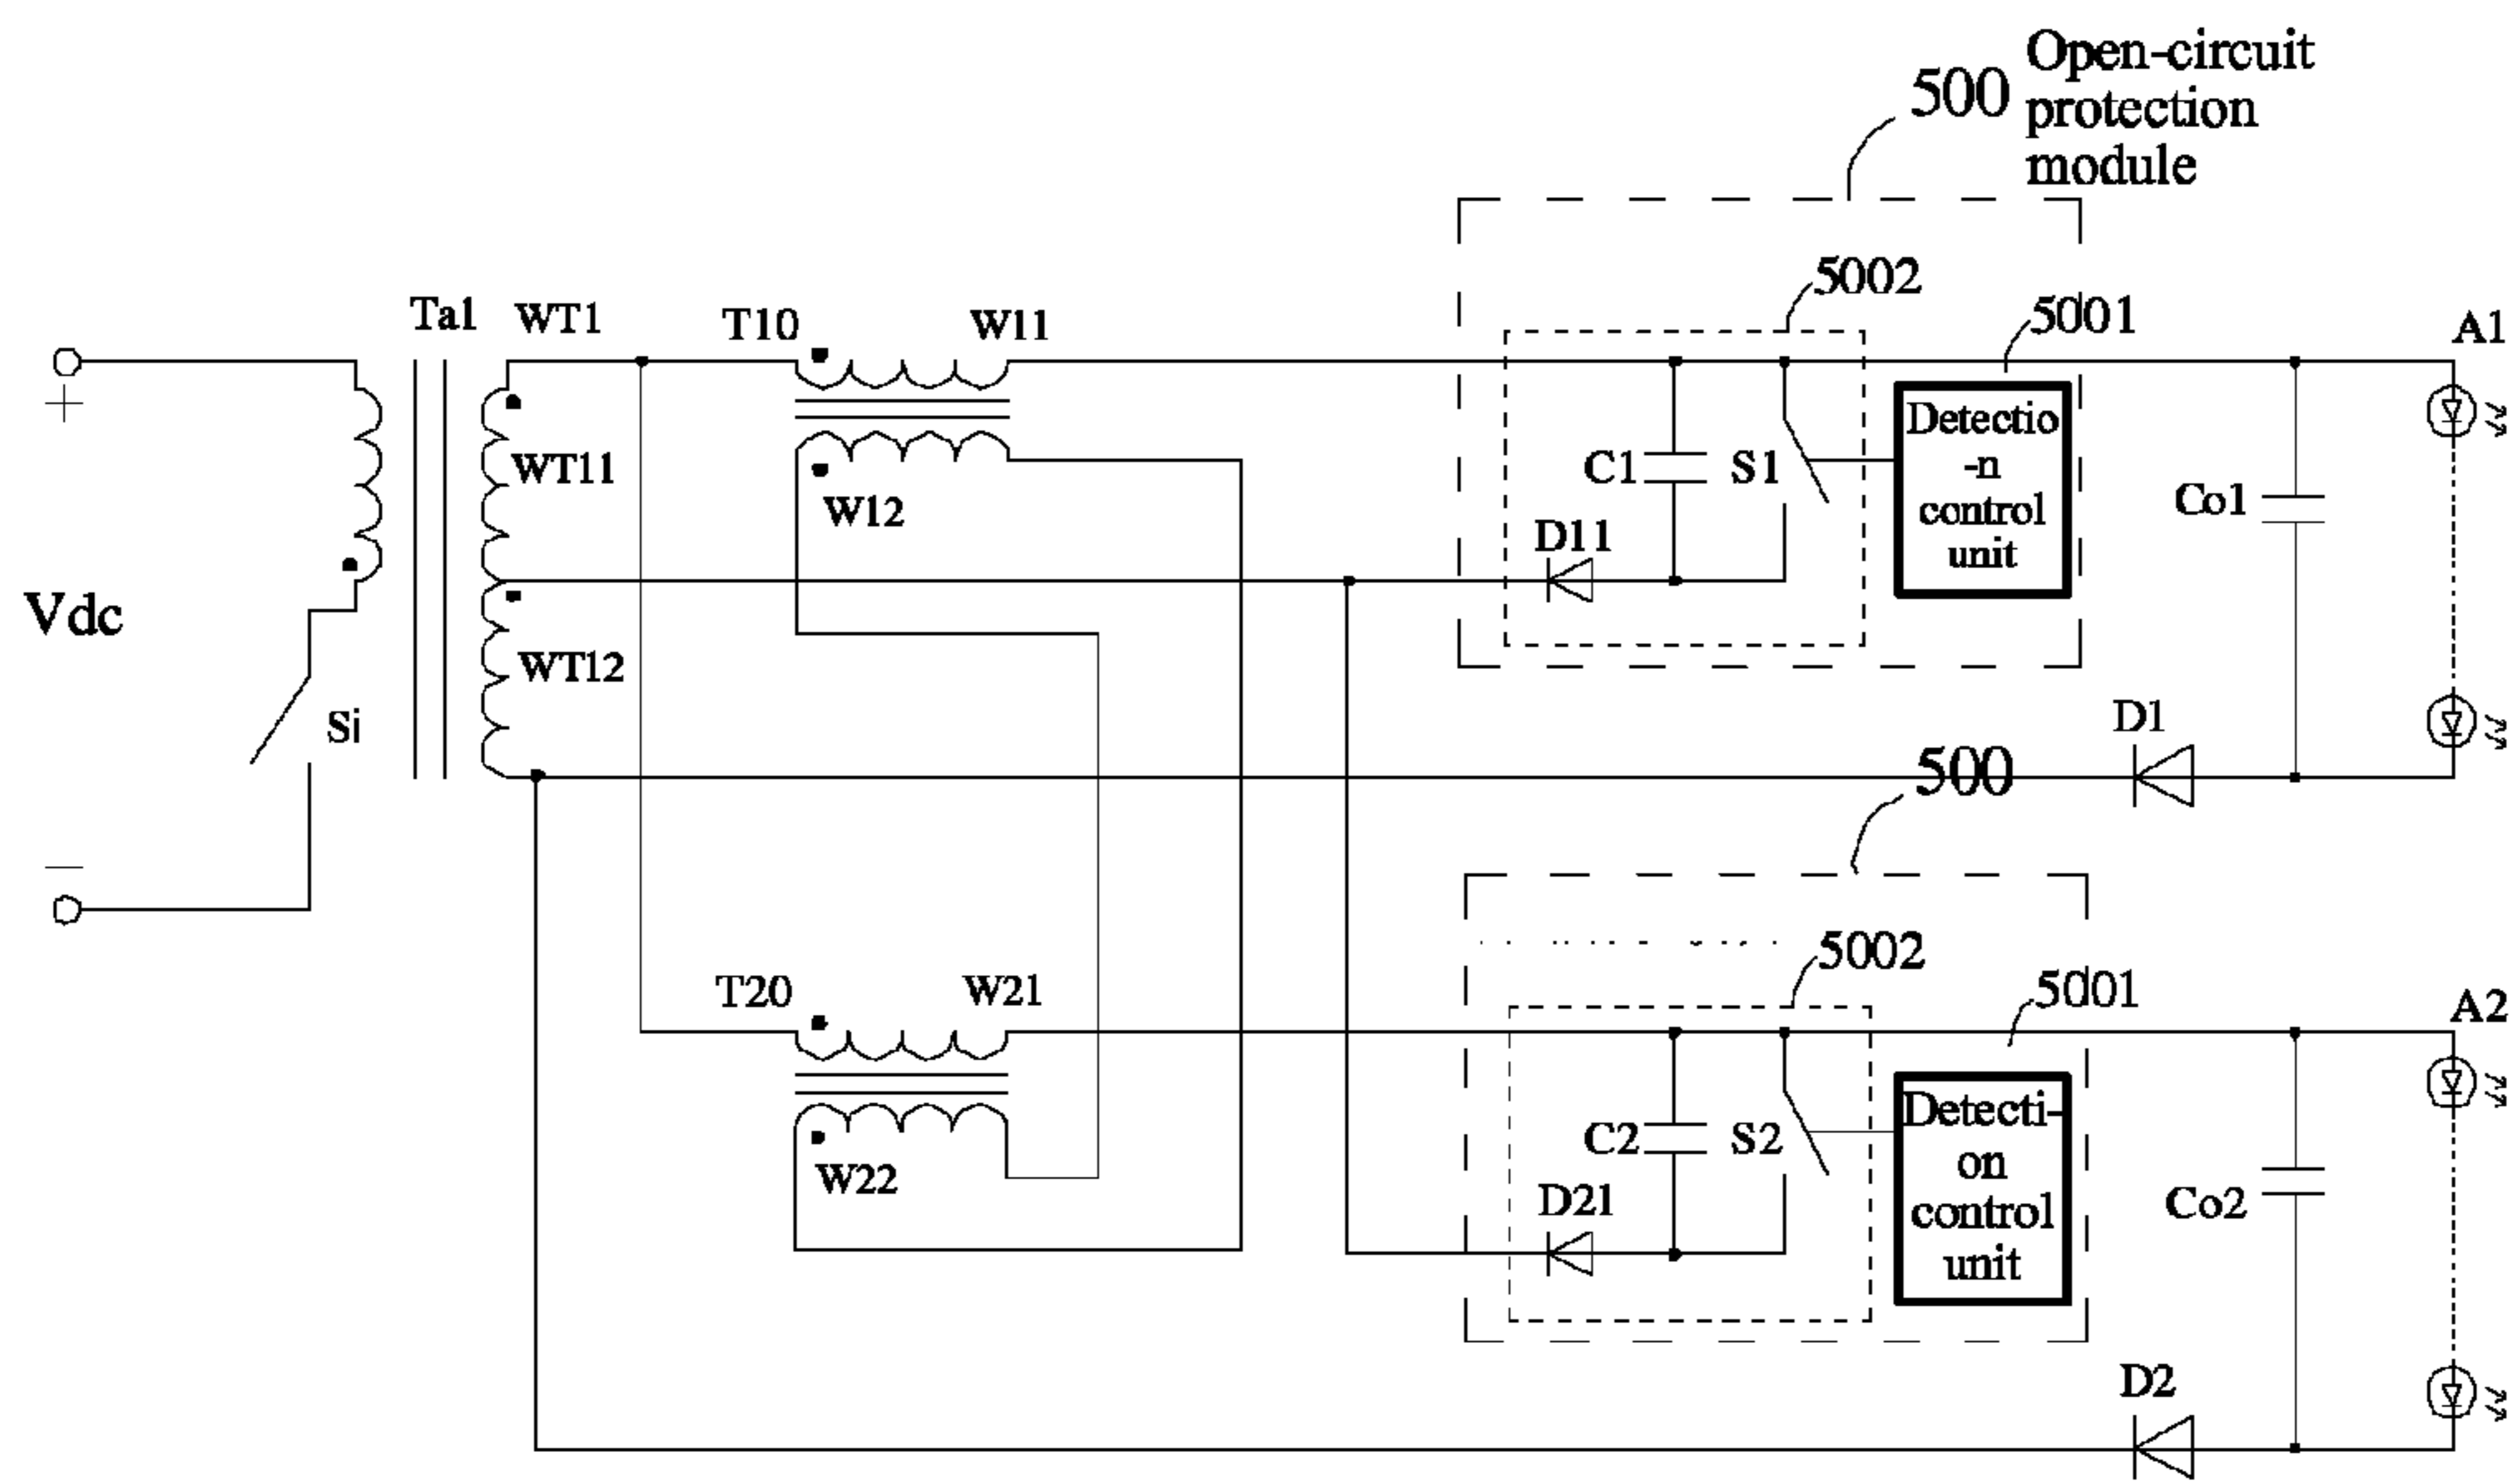 500
Open-circuit
protection
module
5002
5001
Ta1
WT1
T10
W11
A1
+
Detectio
-n
control
unit
WT11
W12
C1
S1
D11
Co1
Vdc
WT12
Si
D1
−
500
5002
5001
T20
W21
A2
Detecti-
on
control
unit
W22
C2
S2
D21
Co2
D2